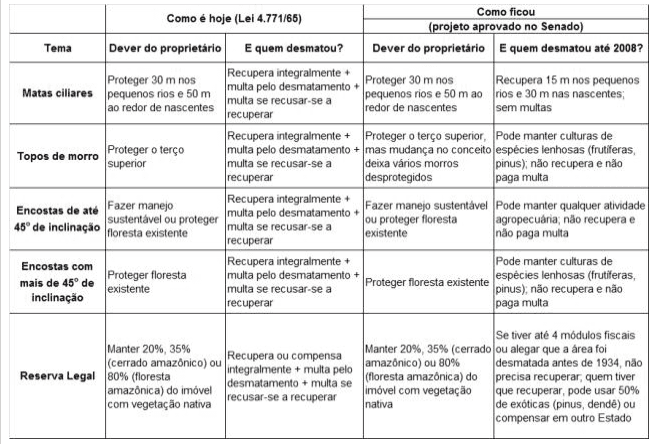 Como é hoje (Lei 4.771/65)
Como ficou
(projeto aprovado no Senado)
Tema
Dever do proprietário
E quem desmatou?
Dever do proprietário
E quem desmatou até 2008?
Matas ciliares
Proteger 30 m nos
pequenos rios e 50 m
ao redor de nascentes
Recupera integralmente +
multa pelo desmatamento +
multa se recusar-se a
recuperar
Proteger 30 m nos
pequenos rios e 50 m ao
redor de nascentes
Recupera 15 m nos pequenos
rios e 30 m nas nascentes;
sem multas
Topos de morro
Proteger o terço
superior
Recupera integralmente +
multa pelo desmatamento +
multa se recusar-se a
recuperar
Proteger o terço superior,
mas mudança no conceito
deixa vários morros
desprotegidos
Pode manter culturas de
espécies lenhosas (frutíferas,
pinus); não recupera e não
paga multa
Encostas de até
45º de inclinação
Fazer manejo
sustentável ou proteger
floresta existente
Recupera integralmente +
multa pelo desmatamento +
multa se recusar-se a
recuperar
Fazer manejo sustentável
ou proteger floresta
existente
Pode manter qualquer atividade
agropecuária; não recupera e
não paga multa
Encostas com
mais de 45º de
inclinação
Proteger floresta
existente
Recupera integralmente +
multa pelo desmatamento +
multa se recusar-se a
recuperar
Proteger floresta existente
Pode manter culturas de
espécies lenhosas (frutíferas,
pinus); não recupera e não
paga multa
Reserva Legal
Manter 20%, 35%
(cerrado amazônico) ou
80% (floresta
amazônica) do imóvel
com vegetação nativa
Recupera ou compensa
integralmente + multa pelo
desmatamento + multa se
recusar-se a recuperar
Manter 20%, 35% (cerrado
amazônico) ou 80%
(floresta amazônica) do
imóvel com vegetação
nativa
Se tiver até 4 módulos fiscais
ou alegar que a área foi
desmatada antes de 1934, não
precisa recuperar; quem tiver
que recuperar, pode usar 50%
de exóticas (pinus, dendê) ou
compensar em outro Estado